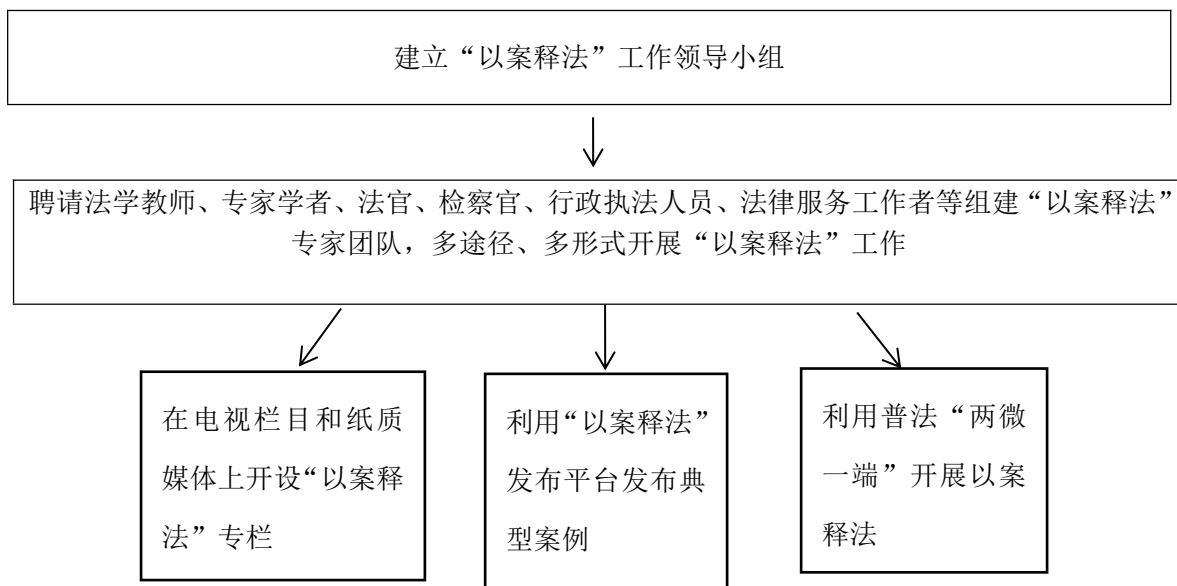 建立“以案释法”工作领导小组
聘请法学教师、专家学者、法官、检察官、行政执法人员、法律服务工作者等组建“以案释法”
专家团队，多途径、多形式开展“以案释法”工作
在电视栏目和纸质
媒体上开设“以案释
法”专栏
利用“以案释法”
发布平台发布典
型案例
利用普法“两微
一端”开展以案
释法